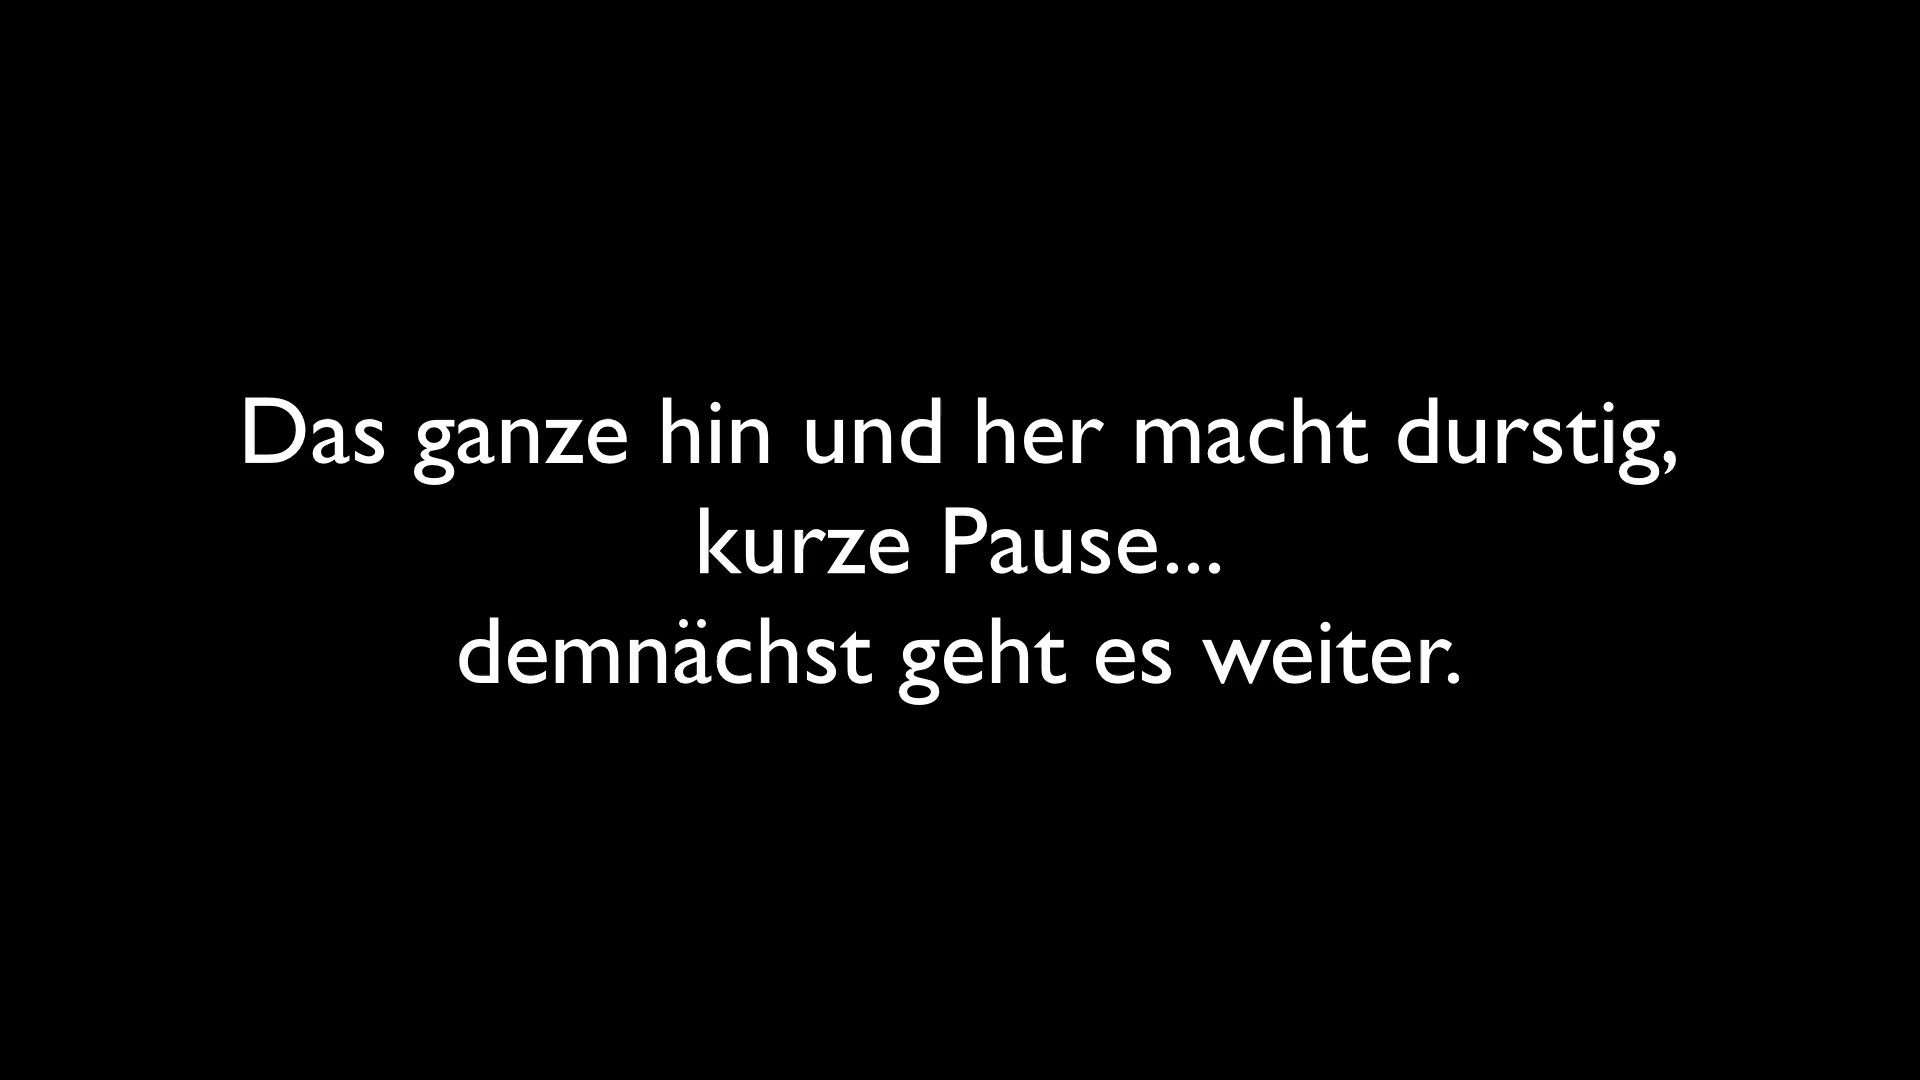 Das ganze hin und her macht durstig,
kurze Pause...
demnächst geht es weiter.